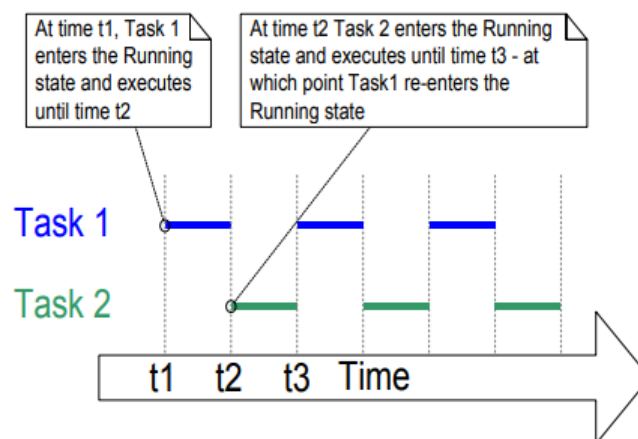 At time t1, Task 1
enters the Running
state and executes
until time t2
At time t2 Task 2 enters the Running
state and executes until time t3 - at
which point Task1 re-enters the
Running state
Task 1
Task 2
t1 t2 t3 Time